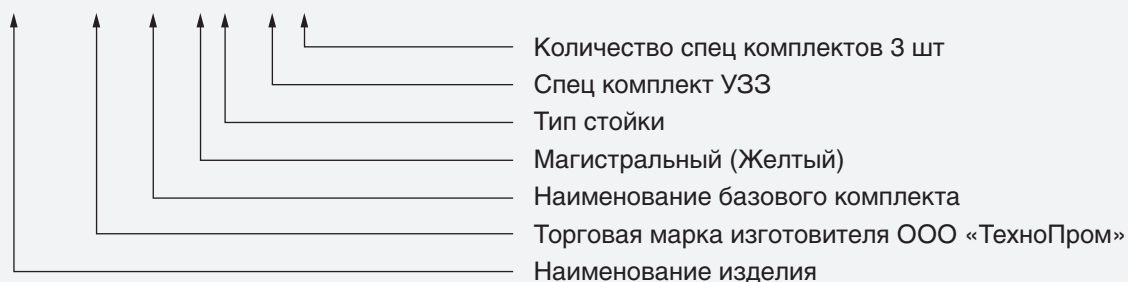 Количество спец комплектов 3 шт
Спец комплект УЗЗ
Тип стойки
Магистральный (Желтый)
Наименование базового комплекта
Торговая марка изготовителя ООО «ТехноПром»
Наименование изделия